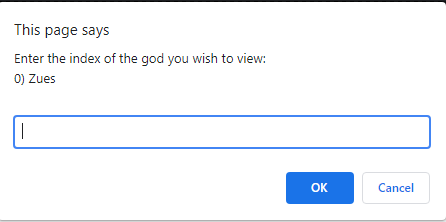 This page says
Enter the index of the god you wish to view:
0) Zues
OK
Cancel